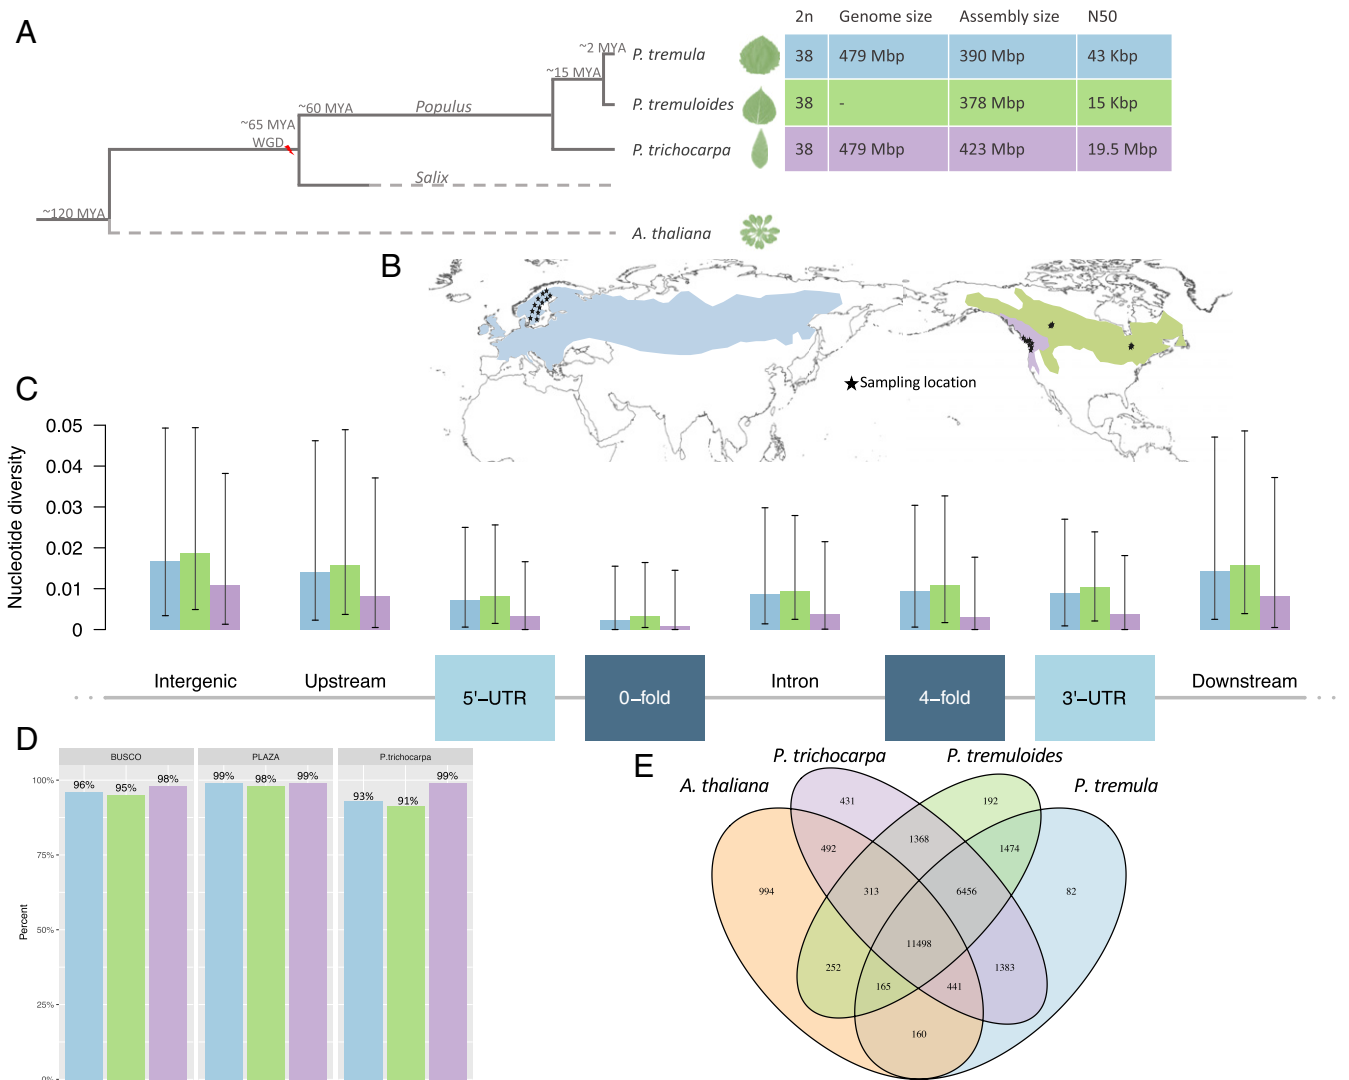 A
2n Genome size Assembly size N50
~2 MYA
P. tremula
38 479 Mbp 390 Mbp 43 Kbp
~15 MYA
P. tremuloides
38 - 378 Mbp 15 Kbp
~60 MYA
Populus
~65 MYA
WGD
P. trichocarpa
38 479 Mbp 423 Mbp 19.5 Mbp
Salix
~120 MYA
A. thaliana
B
Sampling location
C
Nucleotide diversity
0.05
0.04
0.03
0.02
0.01
0
Intergenic Upstream 5'–UTR 0–fold Intron 4–fold 3'–UTR Downstream
D
BUSCO PLAZA P.trichocarpa
96% 95% 98% 99% 98% 99% 93% 91% 99%
Percent
100%
75%
50%
25%
0%
E
P. trichocarpa P. tremuloides
A. thaliana P. tremula
431 192
492 1368 1474
994 313 6456 82
11498
252 1383
165 441
160